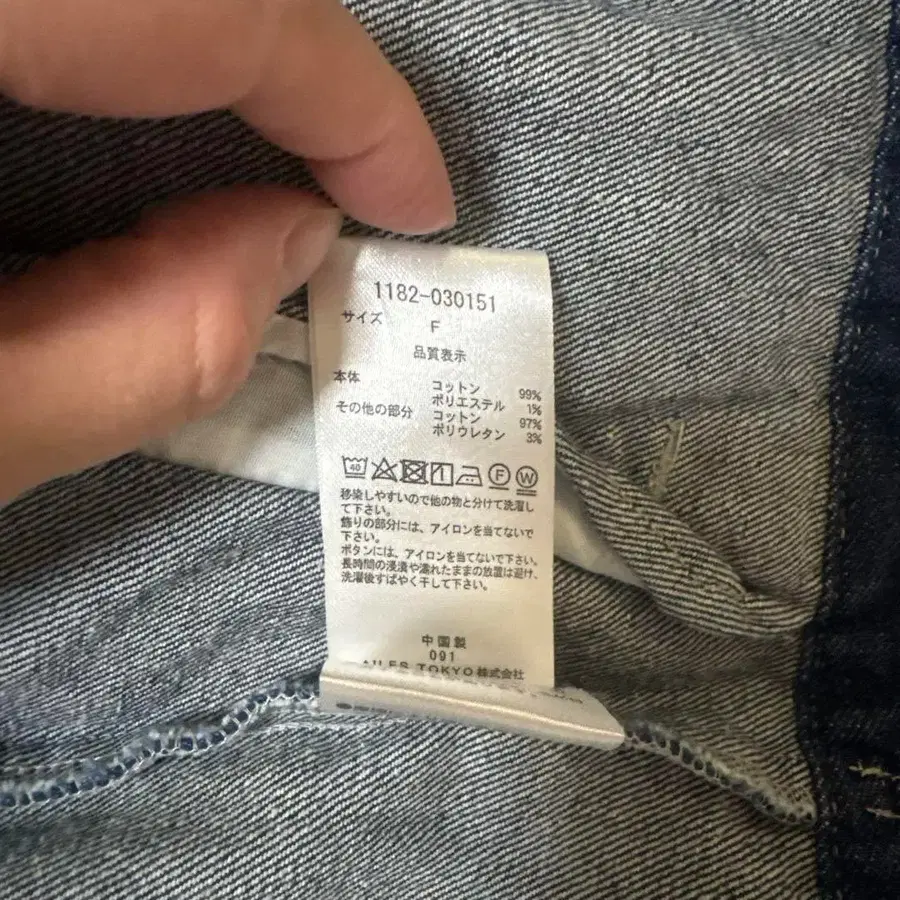 1182-030151
サイズ F
品質表示
本体 コットン 99%
ポリエステル 1%
その他の部分 コットン 97%
ポリウレタン 3%
40 F W
移染しやすいので他の物と分けて洗濯し
て下さい。
飾りの部分には、アイロンを当てないで
下さい。
ボタンには、アイロンを当てないで下さい。
長時間の浸漬や濡れたままの放置は避け、
洗濯後すばやく干して下さい。
中国製
091
AILES TOKYO株式会社